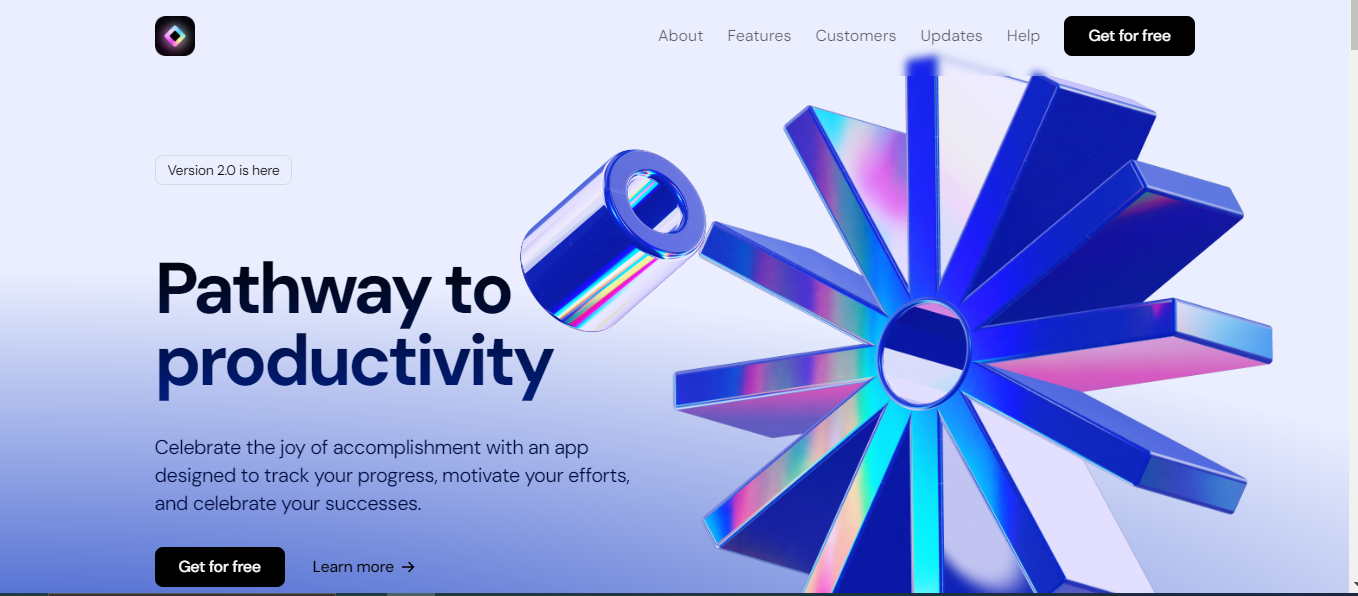 About Features Customers Updates Help Get for free
Version 2.0 is here
Pathway to
productivity
Celebrate the joy of accomplishment with an app
designed to track your progress, motivate your efforts,
and celebrate your successes.
Get for free Learn more →